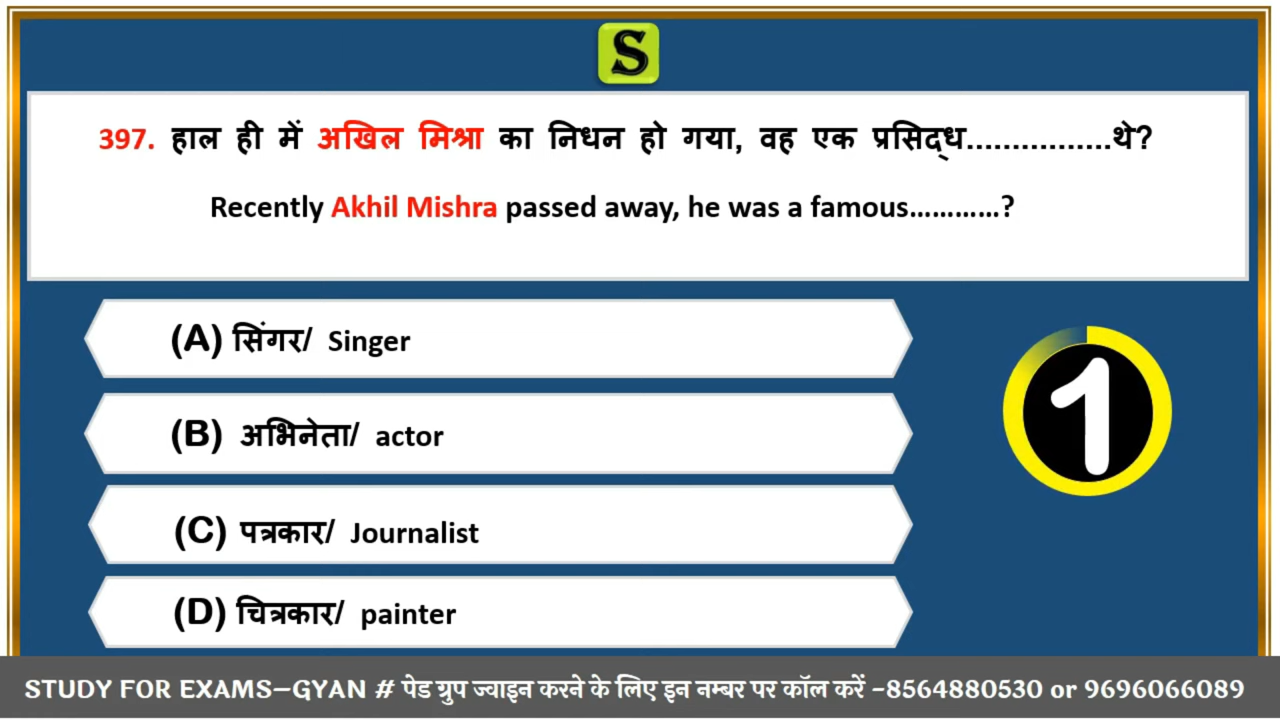 S
397. हाल ही में अखिल मिश्रा का निधन हो गया, वह एक प्रसिद्ध................थे?
Recently Akhil Mishra passed away, he was a famous............?
(A) सिंगर/ Singer
(B) अभिनेता/ actor
1
(C) पत्रकार/ Journalist
(D) चित्रकार/ painter
STUDY FOR EXAMS–GYAN # पेड ग्रुप ज्वाइन करने के लिए इन नम्बर पर कॉल करें -8564880530 or 9696066089